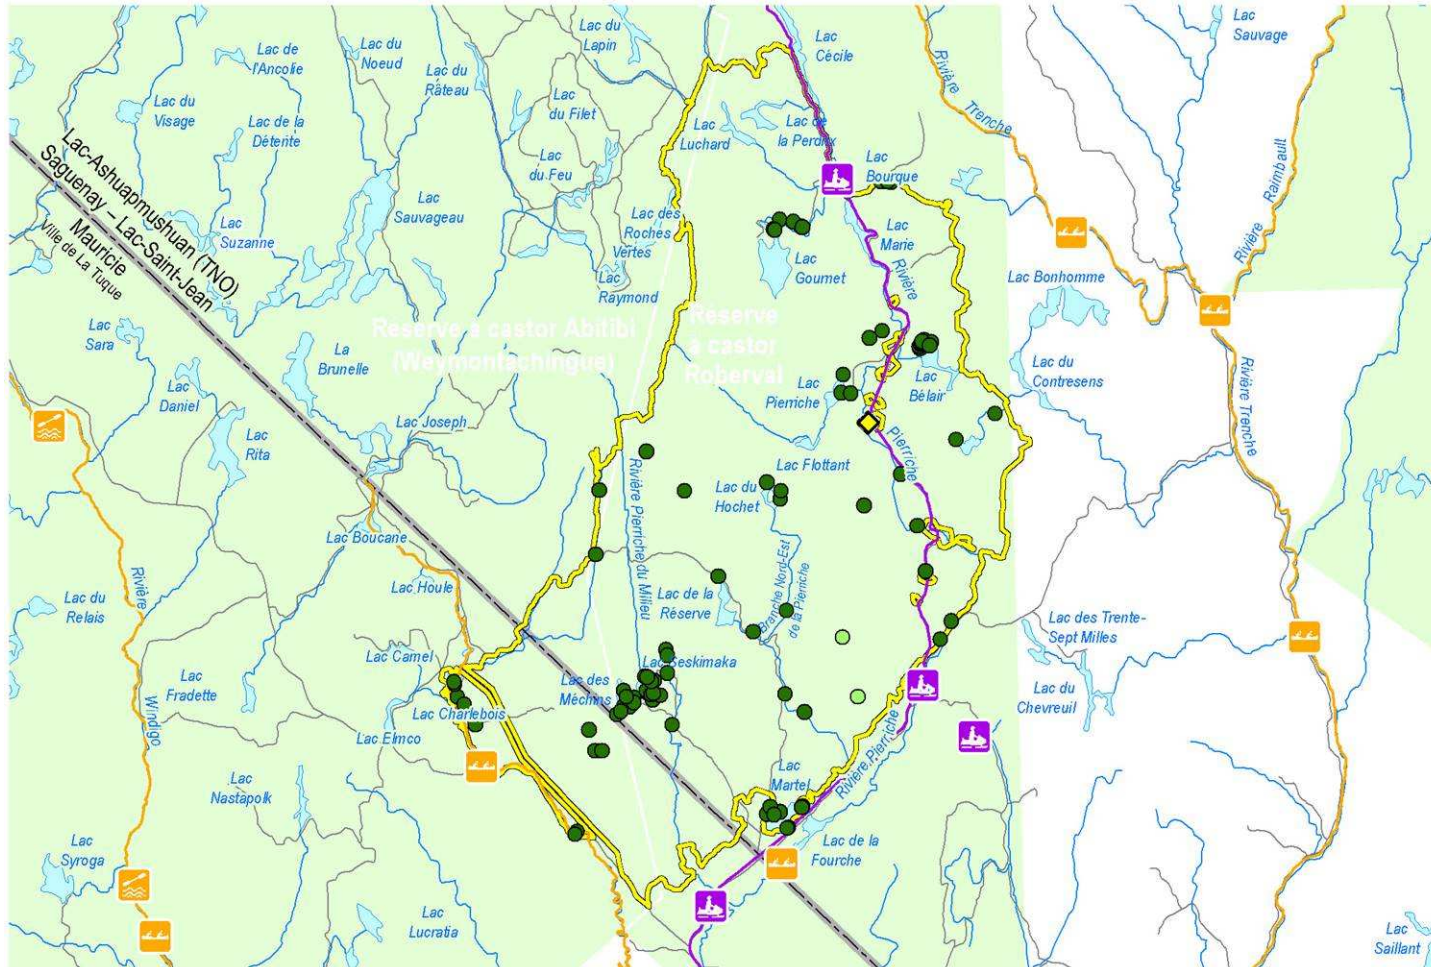 Lac
Sauvage
Lac du
Lapin
Lac
Cécile
Lac de
l'Ancolie
Lac du
Noeud
Lac du
Râteau
Rivière Trenche
Lac du
Visage
Lac
du Filet
Lac de la
Détente
Lac
Luchard
Lac de
la Perdrix
Lac
du Feu
Lac
Bourque
Rivière Raimbault
Lac-Ashuapmushuan (TNO)
Saguenay – Lac-Saint-Jean
Mauricie
Ville de La Tuque
Lac
Sauvageau
Lac
Suzanne
Lac des
Roches
Vertes
Lac
Marie
Lac
Raymond
Lac
Gournet
Rivière
Lac Bonhomme
Lac
Sara
La
Brunelle
Réserve à castor Abitibi
(Weymontachingue)
Réserve
à castor
Roberval
Lac
Daniel
Lac
Pierriche
Lac
Bélair
Lac du
Contresens
Rivière Trenche
Lac Joseph
Lac
Rita
Lac Flottant
Pierriche
Rivière Pierriche du Milieu
Lac du
Hochet
Lac Boucane
Lac Houle
Rivière
Windigo
Lac du
Relais
Lac de la
Réserve
Branche Nord-Est
de la Pierriche
Lac des Trente-
Sept Milles
Lac Camel
Lac Beskimaka
Lac
Fradette
Lac des
Méchins
Lac du
Chevreuil
Lac Charlebois
Lac Elmco
Rivière Pierriche
Lac
Martel
Lac
Nastapolk
Lac
Syroga
Lac de la
Fourche
Lac
Lucratia
Lac
Saillant